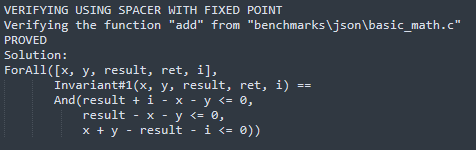 VERIFYING USING SPACER WITH FIXED POINT
Verifying the function "add" from "benchmarks\json\basic_math.c"
PROVED
Solution:
ForAll([x, y, result, ret, i],
       Invariant#1(x, y, result, ret, i) ==
       And(result + i - x - y <= 0,
           result - x - y <= 0,
           x + y - result - i <= 0))